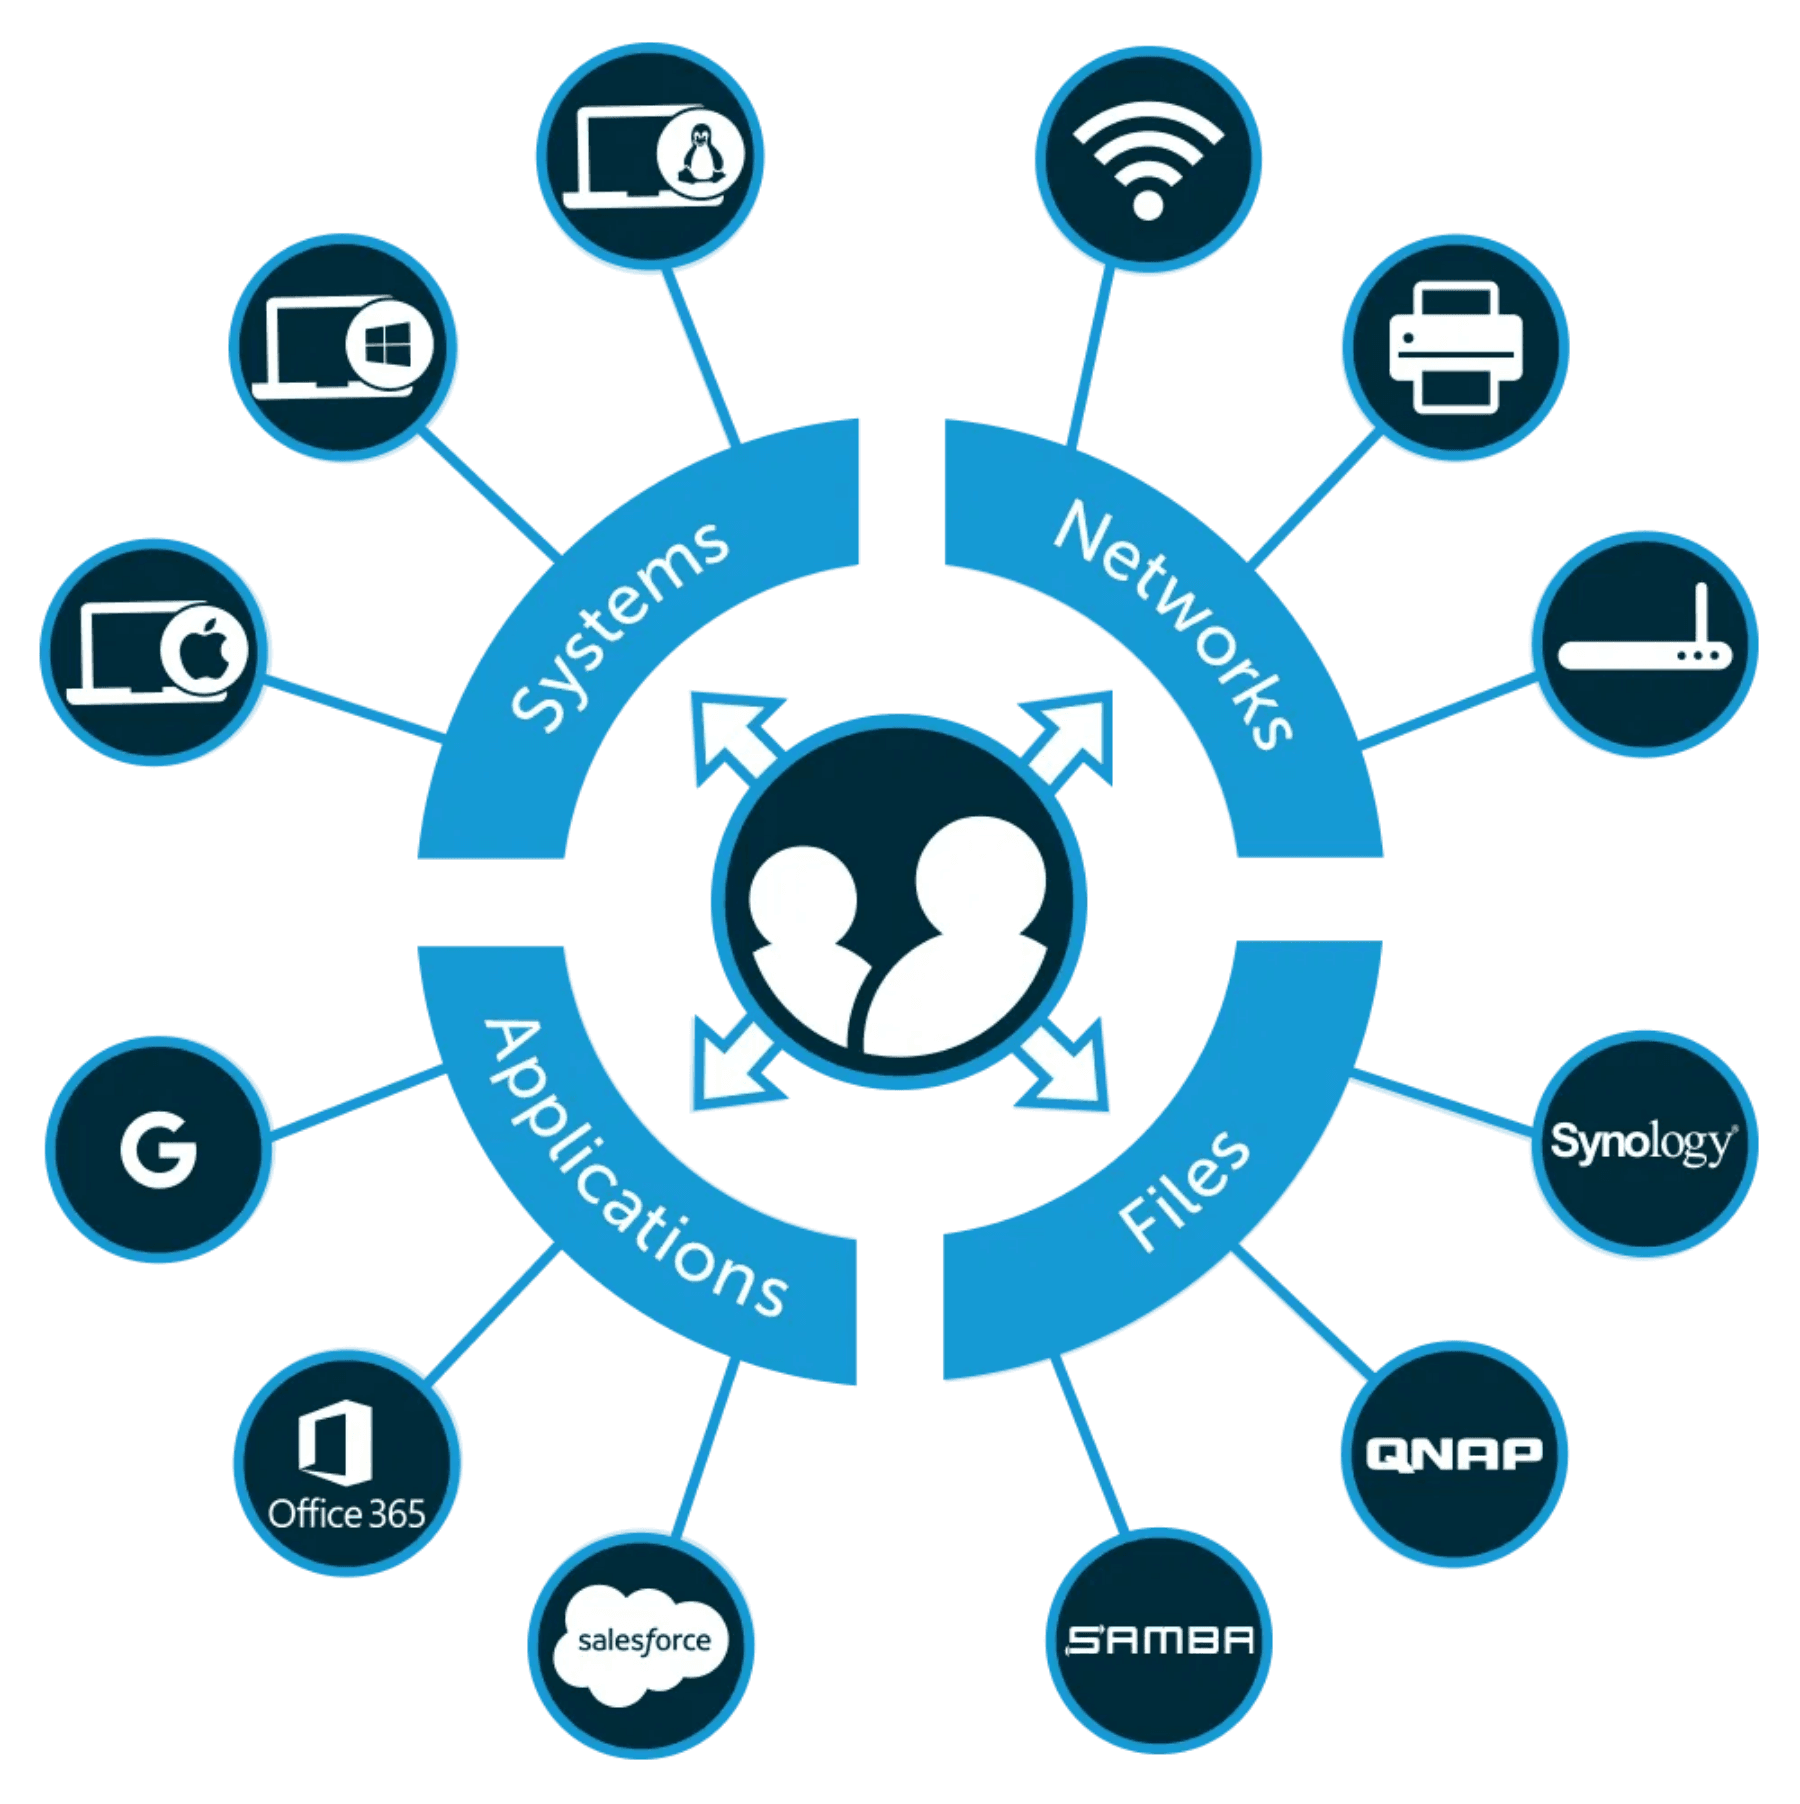 Systems
Networks
Applications
Files
G
Synology®
Office 365
QNAP
salesforce
SAMBA